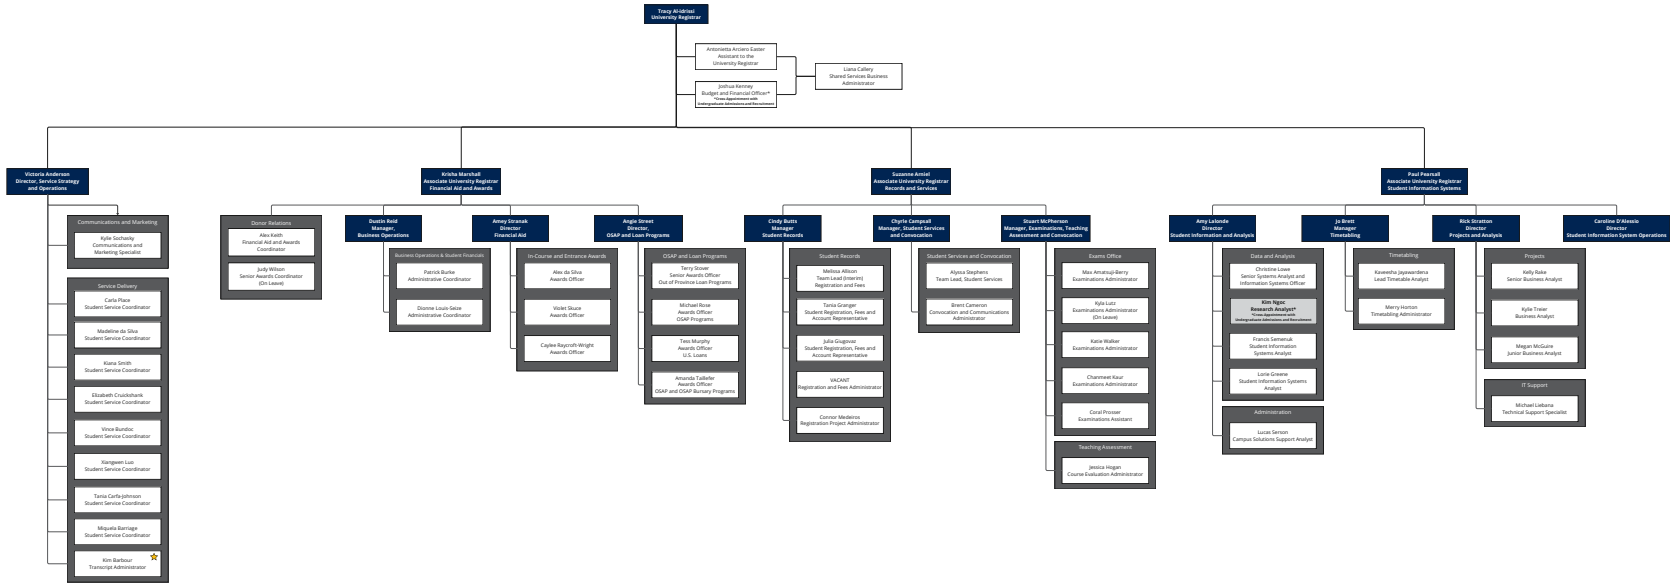 Tracy Al-Idrissi
University Registrar
Antonietta Arciero Easter
Assistant to the
University Registrar
Liana Callery
Shared Services Business
Administrator
Joshua Kenney
Budget and Financial Officer*
*Cross Appointment with
Undergraduate Admissions and Recruitment
Victoria Anderson
Director, Service Strategy
and Operations
Krisha Marshall
Associate University Registrar
Financial Aid and Awards
Suzanne Amiel
Associate University Registrar
Records and Services
Paul Pearsall
Associate University Registrar
Student Information Systems
Communications and Marketing
Kylie Sochasky
Communications and
Marketing Specialist
Service Delivery
Carla Place
Student Service Coordinator
Madeline da Silva
Student Service Coordinator
Kiana Smith
Student Service Coordinator
Elizabeth Cruickshank
Student Service Coordinator
Vince Bundoc
Student Service Coordinator
Xiangwen Luo
Student Service Coordinator
Tania Carfa-Johnson
Student Service Coordinator
Miquela Barriage
Student Service Coordinator
Kim Barbour
Transcript Administrator
Donor Relations
Alex Keith
Financial Aid and Awards
Coordinator
Judy Wilson
Senior Awards Coordinator
(On Leave)
Dustin Reid
Manager,
Business Operations
Business Operations & Student Financials
Patrick Burke
Administrative Coordinator
Dionne Louis-Seize
Administrative Coordinator
Amey Stranak
Director
Financial Aid
In-Course and Entrance Awards
Alex da Silva
Awards Officer
Violet Skuce
Awards Officer
Caylee Raycroft-Wright
Awards Officer
Angie Street
Director,
OSAP and Loan Programs
OSAP and Loan Programs
Terry Stover
Senior Awards Officer
Out of Province Loan Programs
Michael Rose
Awards Officer
OSAP Programs
Tess Murphy
Awards Officer
U.S. Loans
Amanda Taillefer
Awards Officer
OSAP and OSAP Bursary Programs
Cindy Butts
Manager
Student Records
Student Records
Melissa Allison
Team Lead (Interim)
Registration and Fees
Tania Granger
Student Registration, Fees and
Account Representative
Julia Giugovaz
Student Registration, Fees and
Account Representative
VACANT
Registration and Fees Administrator
Connor Medeiros
Registration Project Administrator
Chyrie Campsall
Manager, Student Services
and Convocation
Student Services and Convocation
Alyssa Stephens
Team Lead, Student Services
Brent Cameron
Convocation and Communications
Administrator
Stuart McPherson
Manager, Examinations, Teaching
Assessment and Convocation
Exams Office
Max Amatsuji-Berry
Examinations Administrator
Kyla Lutz
Examinations Administrator
(On Leave)
Katie Walker
Examinations Administrator
Chanmeet Kaur
Examinations Administrator
Coral Prosser
Examinations Assistant
Teaching Assessment
Jessica Hogan
Course Evaluation Administrator
Amy Lalonde
Director
Student Information and Analysis
Data and Analysis
Christine Lowe
Senior Systems Analyst and
Information Systems Officer
Kim Ngoc
Research Analyst*
*Cross Appointment with
Undergraduate Admissions and Recruitment
Francis Semenuk
Student Information
Systems Analyst
Lorie Greene
Student Information Systems
Analyst
Administration
Lucas Serson
Campus Solutions Support Analyst
Jo Brett
Manager
Timetabling
Timetabling
Kaveesha Jayawardena
Lead Timetable Analyst
Merry Horton
Timetabling Administrator
Rick Stratton
Director
Projects and Analysis
Projects
Kelly Rake
Senior Business Analyst
Kylie Treier
Business Analyst
Megan McGuire
Junior Business Analyst
IT Support
Michael Liebana
Technical Support Specialist
Caroline D'Alessio
Director
Student Information System Operations